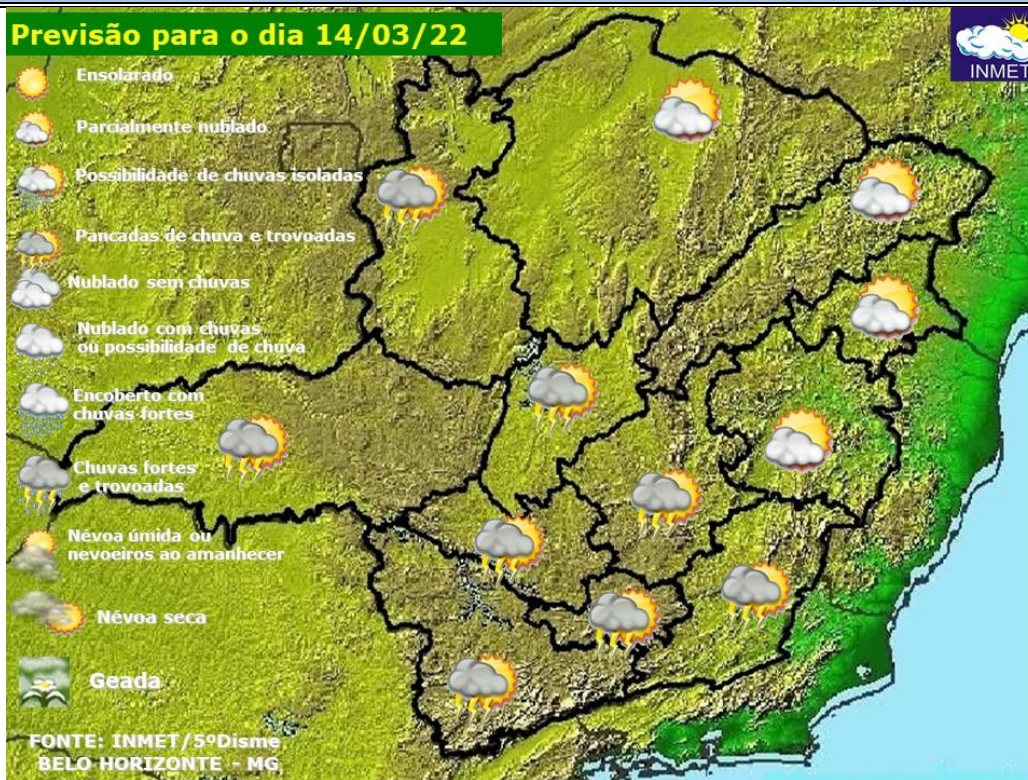 Previsão para o dia 14/03/22
INMET
Ensolarado
Parcialmente nublado
Possibilidade de chuvas isoladas
Pancadas de chuva e trovoadas
Nublado sem chuvas
Nublado com chuvas
ou possibilidade de chuva
Encoberto com
chuvas fortes
Chuvas fortes
e trovoadas
Névoa úmida ou
nevoeiros ao amanhecer
Névoa seca
Geada
FONTE: INMET/5ºDisme
BELO HORIZONTE - MG